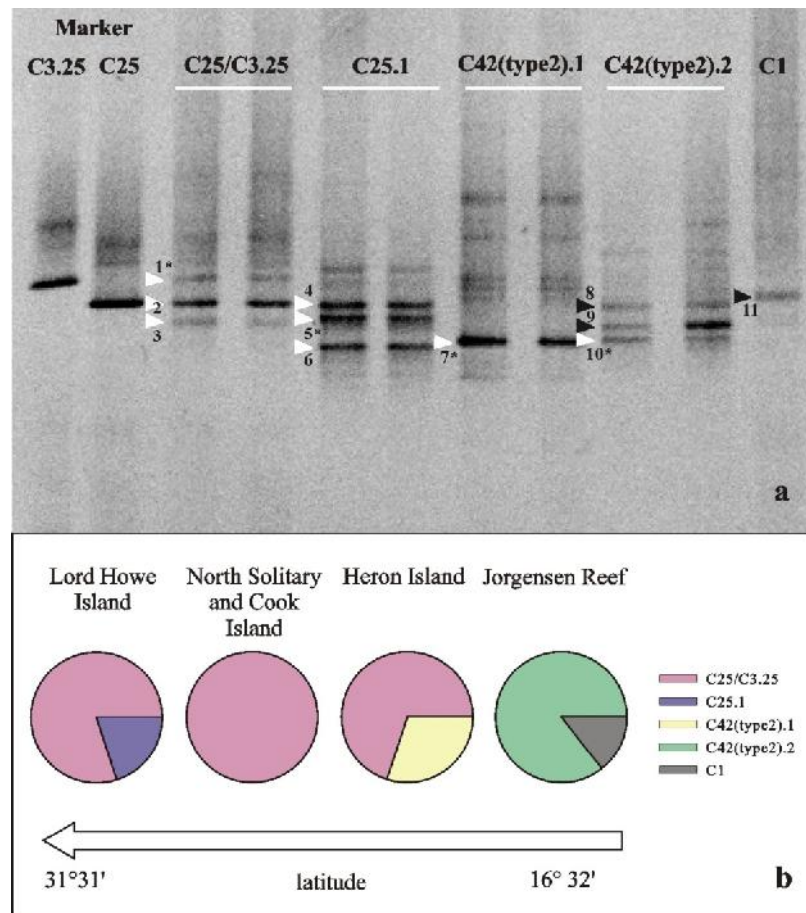 Marker
C3.25 C25 C25/C3.25 C25.1 C42(type2).1 C42(type2).2 C1
1*
2
3
4
5*
6
7*
8
9
10*
11
a
Lord Howe Island
North Solitary and Cook Island
Heron Island
Jorgensen Reef
C25/C3.25
C25.1
C42(type2).1
C42(type2).2
C1
31°31' latitude 16° 32'
b